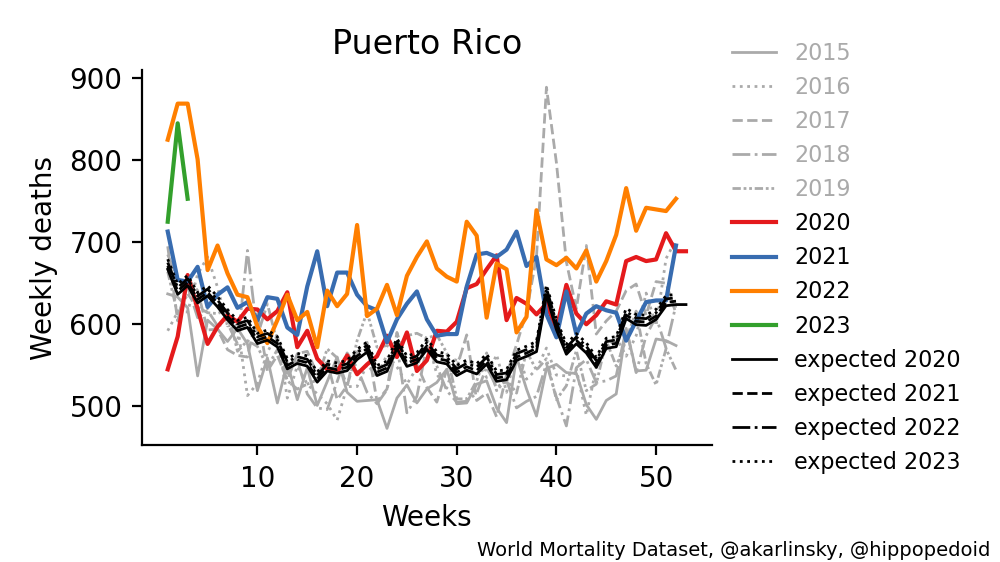 Puerto Rico
Weekly deaths
900
800
700
600
500
10 20 30 40 50
Weeks
2015
2016
2017
2018
2019
2020
2021
2022
2023
expected 2020
expected 2021
expected 2022
expected 2023
World Mortality Dataset, @akarlinsky, @hippopedoid